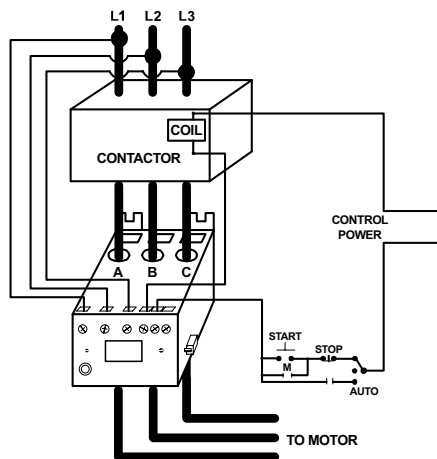 L1 L2 L3
COIL
CONTACTOR
CONTROL
POWER
A B C
START
STOP
M
AUTO
TO MOTOR